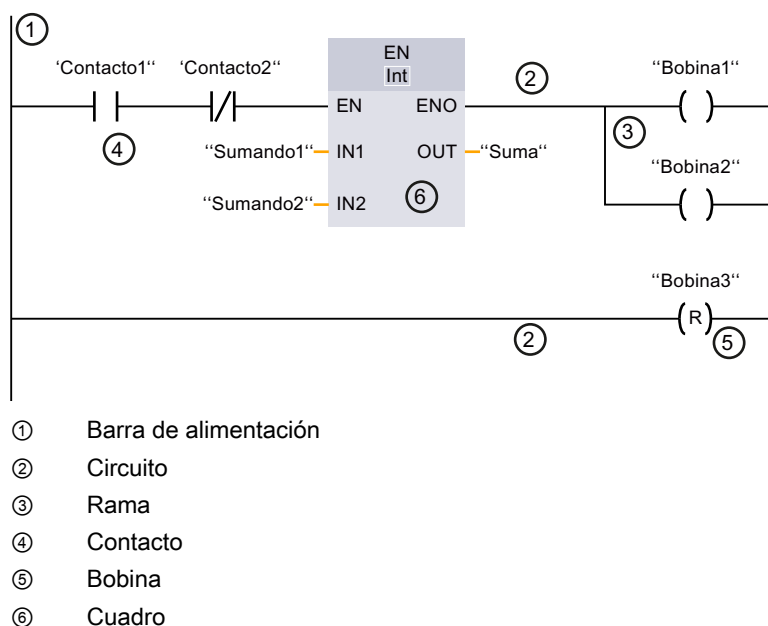 ①
'Contacto1" 'Contacto2" EN ② "Bobina1"
Int
EN ENO
④ ③
"Sumando1" IN1 OUT "Suma"
"Bobina2"
"Sumando2" IN2 ⑥
"Bobina3"
R
② ⑤
① Barra de alimentación
② Circuito
③ Rama
④ Contacto
⑤ Bobina
⑥ Cuadro